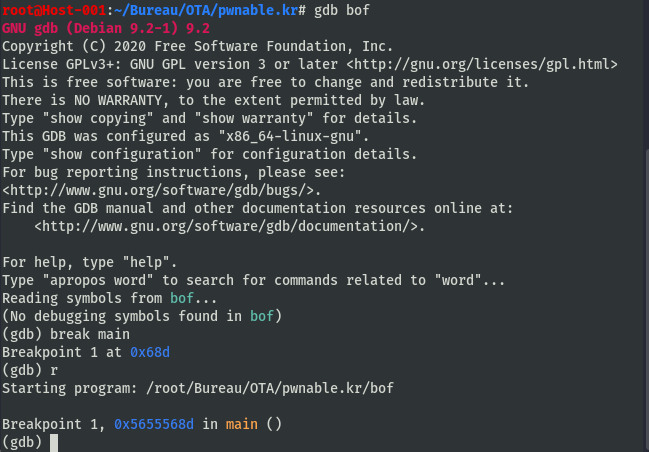 root@Host-001:~/Bureau/OTA/pwnable.kr# gdb bof
GNU gdb (Debian 9.2-1) 9.2
Copyright (C) 2020 Free Software Foundation, Inc.
License GPLv3+: GNU GPL version 3 or later <http://gnu.org/licenses/gpl.html>
This is free software: you are free to change and redistribute it.
There is NO WARRANTY, to the extent permitted by law.
Type "show copying" and "show warranty" for details.
This GDB was configured as "x86_64-linux-gnu".
Type "show configuration" for configuration details.
For bug reporting instructions, please see:
<http://www.gnu.org/software/gdb/bugs/>.
Find the GDB manual and other documentation resources online at:
    <http://www.gnu.org/software/gdb/documentation/>.

For help, type "help".
Type "apropos word" to search for commands related to "word"...
Reading symbols from bof...
(No debugging symbols found in bof)
(gdb) break main
Breakpoint 1 at 0x68d
(gdb) r
Starting program: /root/Bureau/OTA/pwnable.kr/bof

Breakpoint 1, 0x5655568d in main ()
(gdb)